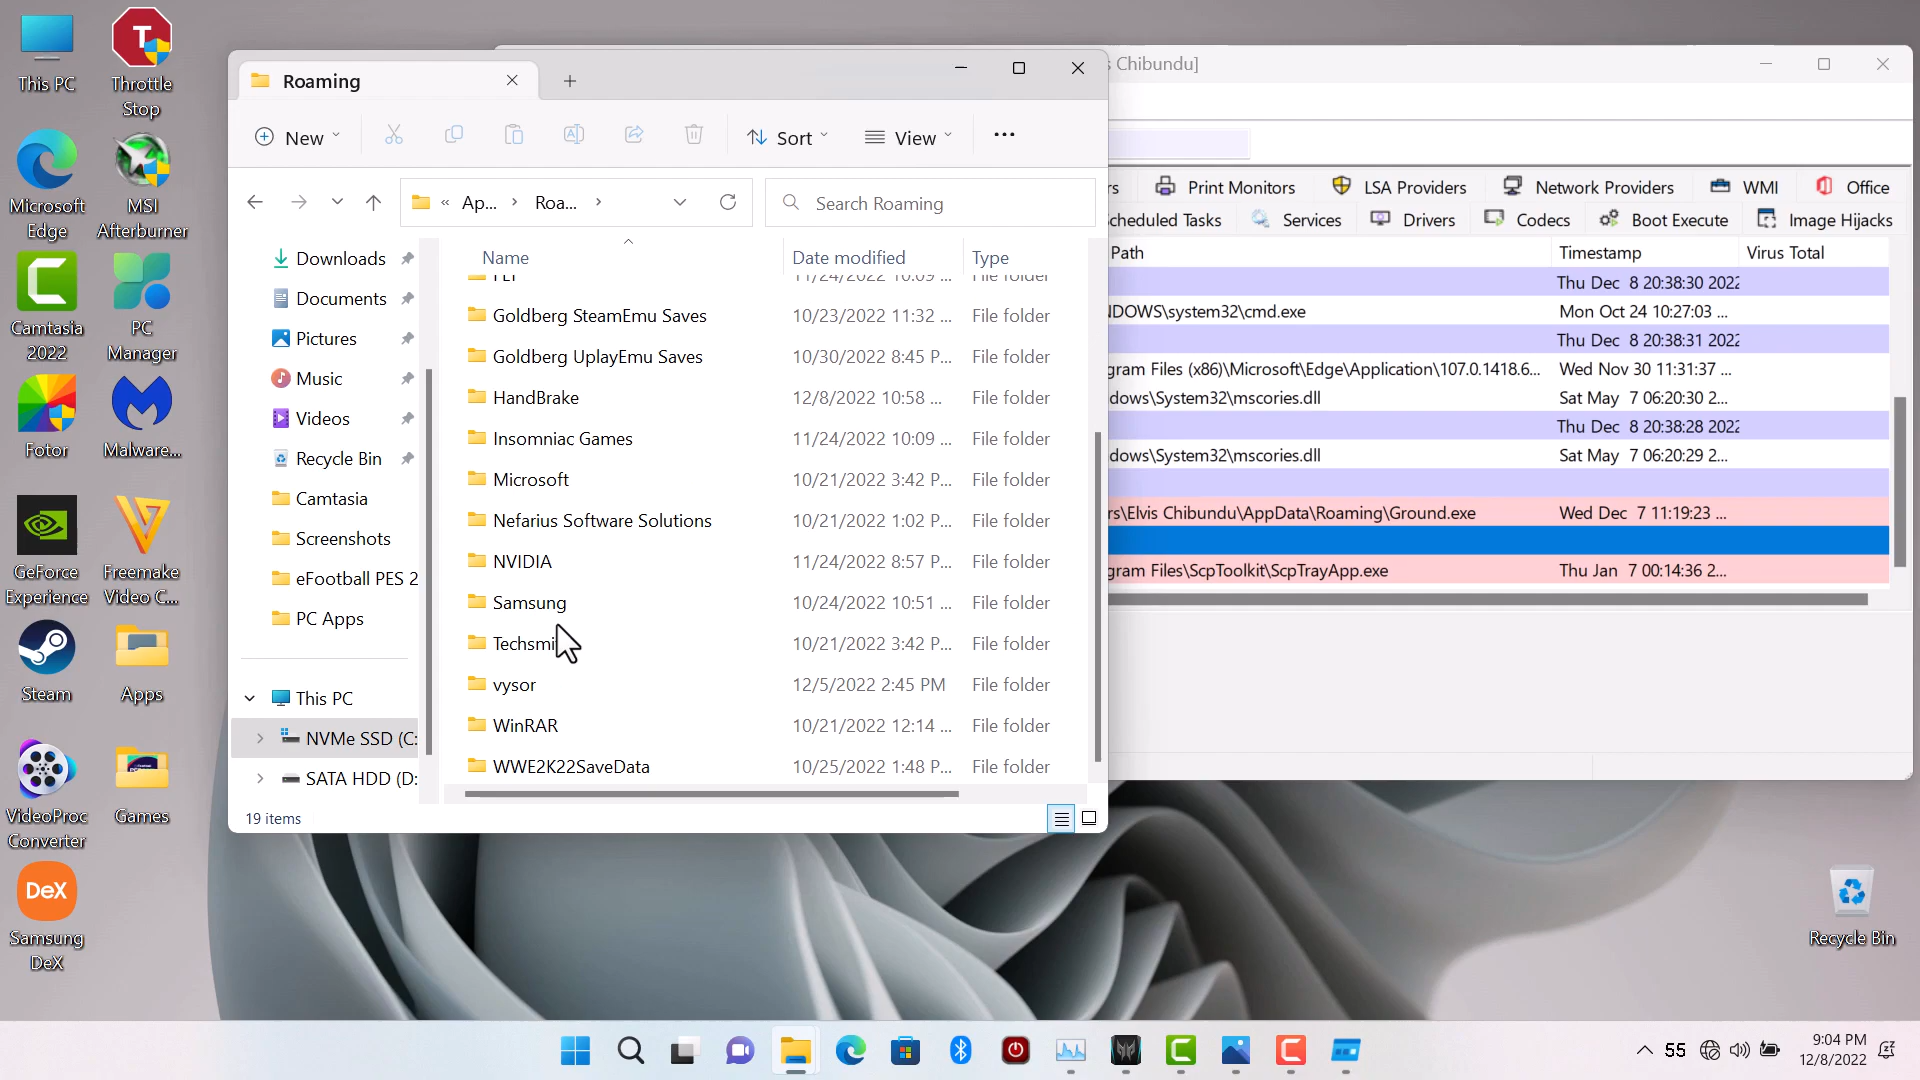 This PC
Throttle
Stop
Microsoft
Edge
MSI
Afterburner
Camtasia
2022
PC
Manager
Fotor
Malware...
GeForce
Experience
Freemake
Video C...
Steam
Apps
VideoProc
Converter
Games
DeX
Samsung
DeX
Roaming
New
Sort
View
« Ap... > Roa... >
Search Roaming
Downloads
Documents
Pictures
Music
Videos
Recycle Bin
Camtasia
Screenshots
eFootball PES 2
PC Apps
This PC
NVMe SSD (C:
SATA HDD (D:
Name Date modified Type
Goldberg SteamEmu Saves 10/23/2022 11:32 ... File folder
Goldberg UplayEmu Saves 10/30/2022 8:45 P... File folder
HandBrake 12/8/2022 10:58 ... File folder
Insomniac Games 11/24/2022 10:09 ... File folder
Microsoft 10/21/2022 3:42 P... File folder
Nefarius Software Solutions 10/21/2022 1:02 P... File folder
NVIDIA 11/24/2022 8:57 P... File folder
Samsung 10/24/2022 10:51 ... File folder
Techsmi 10/21/2022 3:42 P... File folder
vysor 12/5/2022 2:45 PM File folder
WinRAR 10/21/2022 12:14 ... File folder
WWE2K22SaveData 10/25/2022 1:48 P... File folder
19 items
Chibundu]
Print Monitors LSA Providers Network Providers WMI Office
cheduled Tasks Services Drivers Codecs Boot Execute Image Hijacks
Path Timestamp Virus Total
Thu Dec 8 20:38:30 2022
NDOWS\system32\cmd.exe Mon Oct 24 10:27:03 ...
Thu Dec 8 20:38:31 2022
gram Files (x86)\Microsoft\Edge\Application\107.0.1418.6... Wed Nov 30 11:31:37 ...
dows\System32\mscories.dll Sat May 7 06:20:30 2...
Thu Dec 8 20:38:28 2022
dows\System32\mscories.dll Sat May 7 06:20:29 2...
rs\Elvis Chibundu\AppData\Roaming\Ground.exe Wed Dec 7 11:19:23 ...
gram Files\ScpToolkit\ScpTrayApp.exe Thu Jan 7 00:14:36 2...
Recycle Bin
55
9:04 PM
12/8/2022